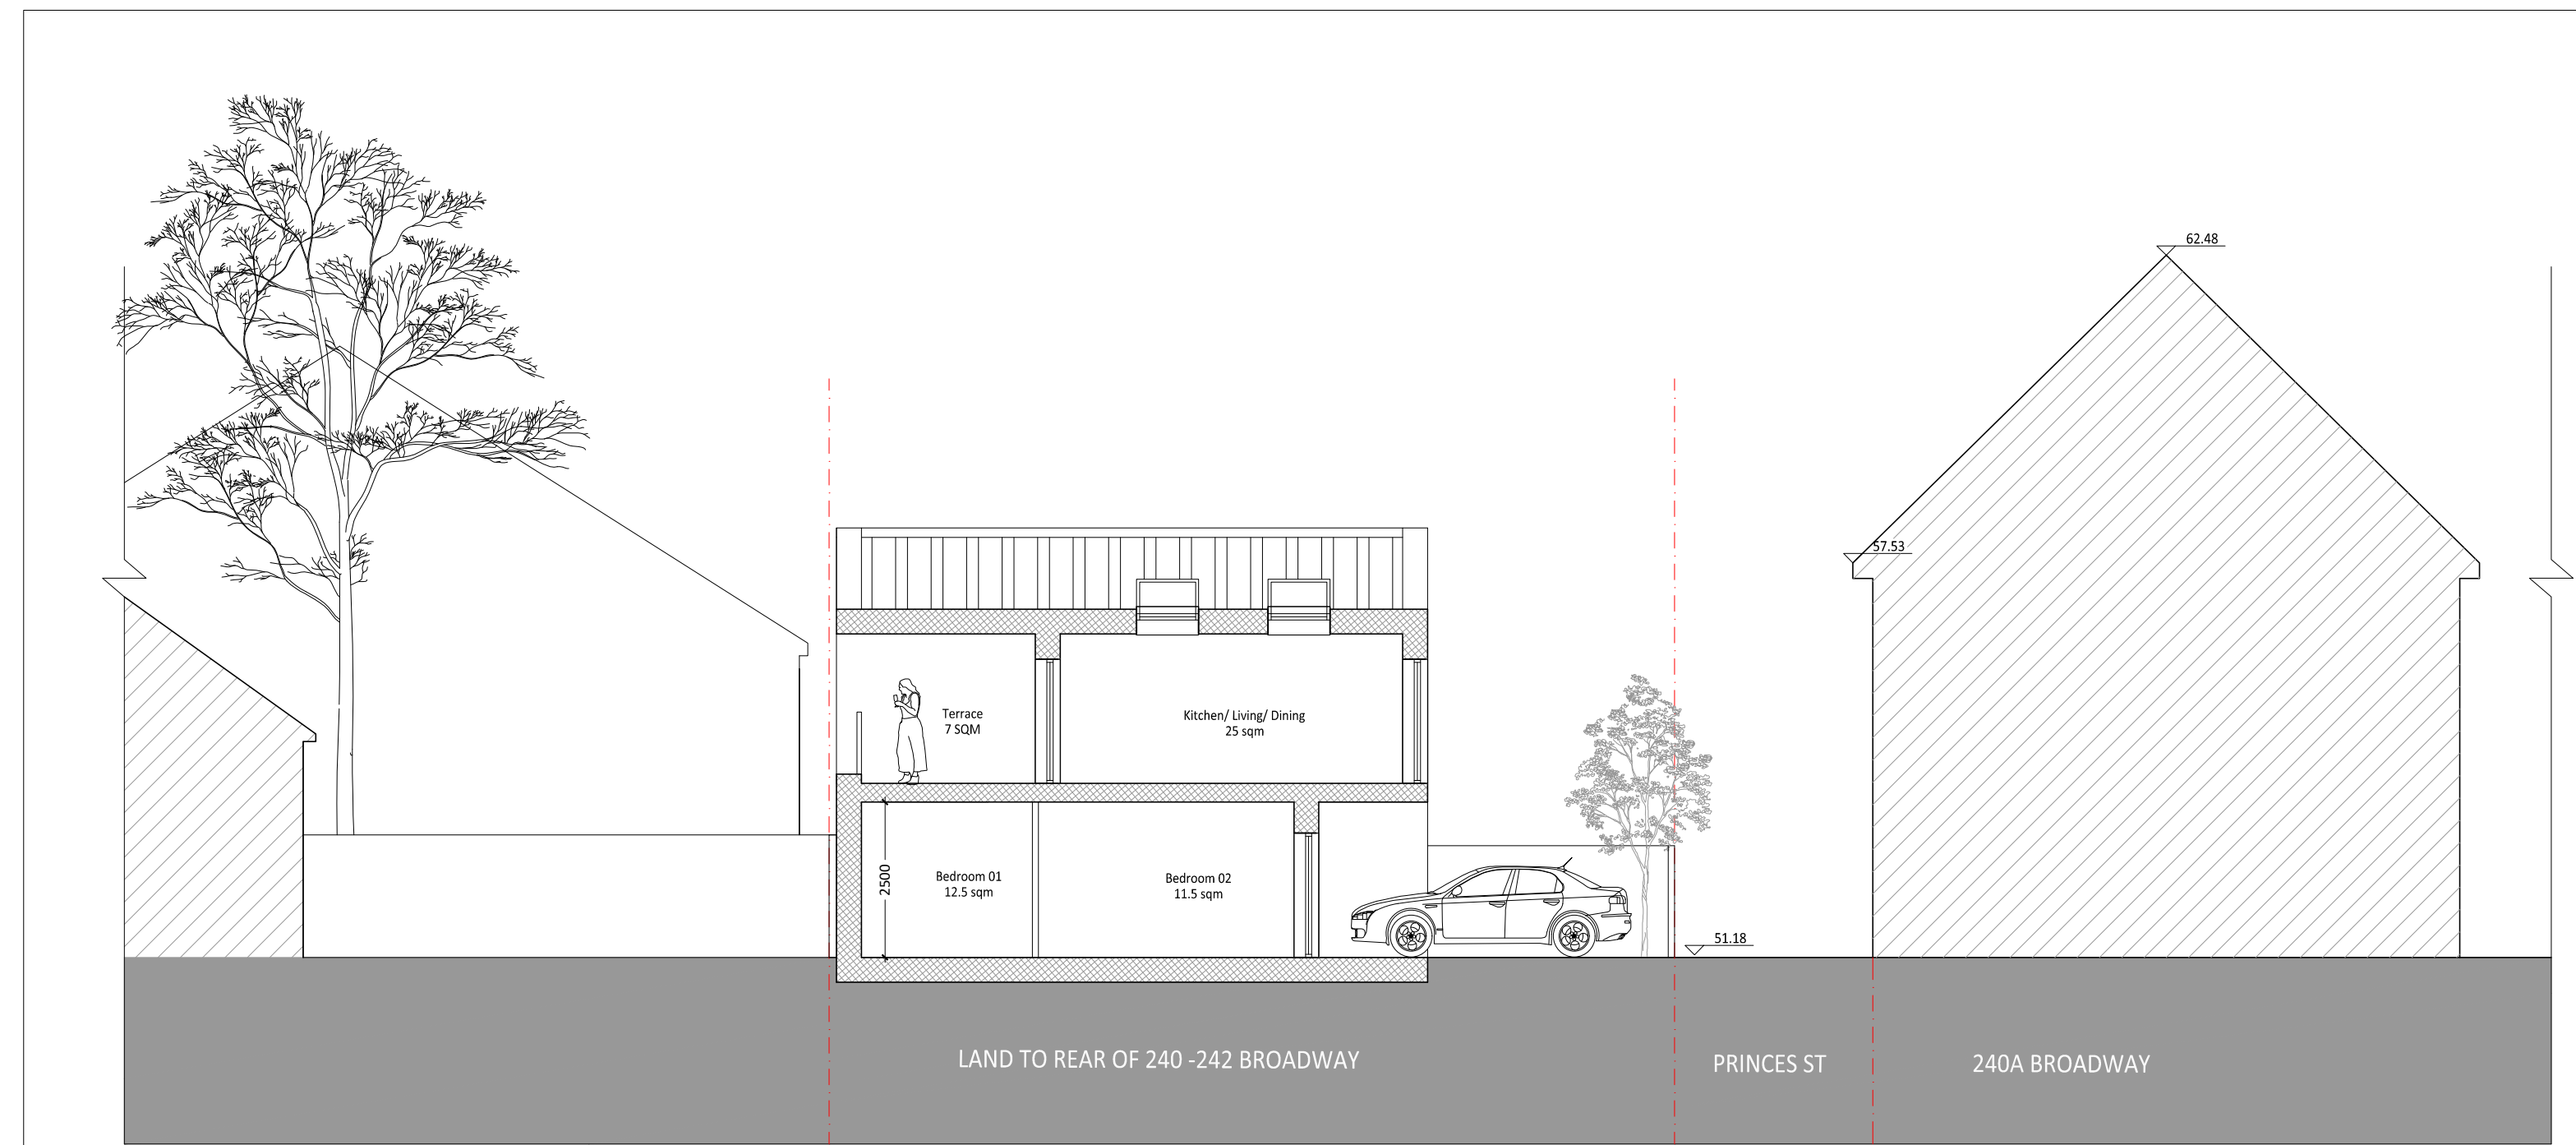 62.48
57.53
Terrace
7 SQM
Kitchen/ Living/ Dining
25 sqm
2500
Bedroom 01
12.5 sqm
Bedroom 02
11.5 sqm
51.18
LAND TO REAR OF 240 -242 BROADWAY
PRINCES ST
240A BROADWAY